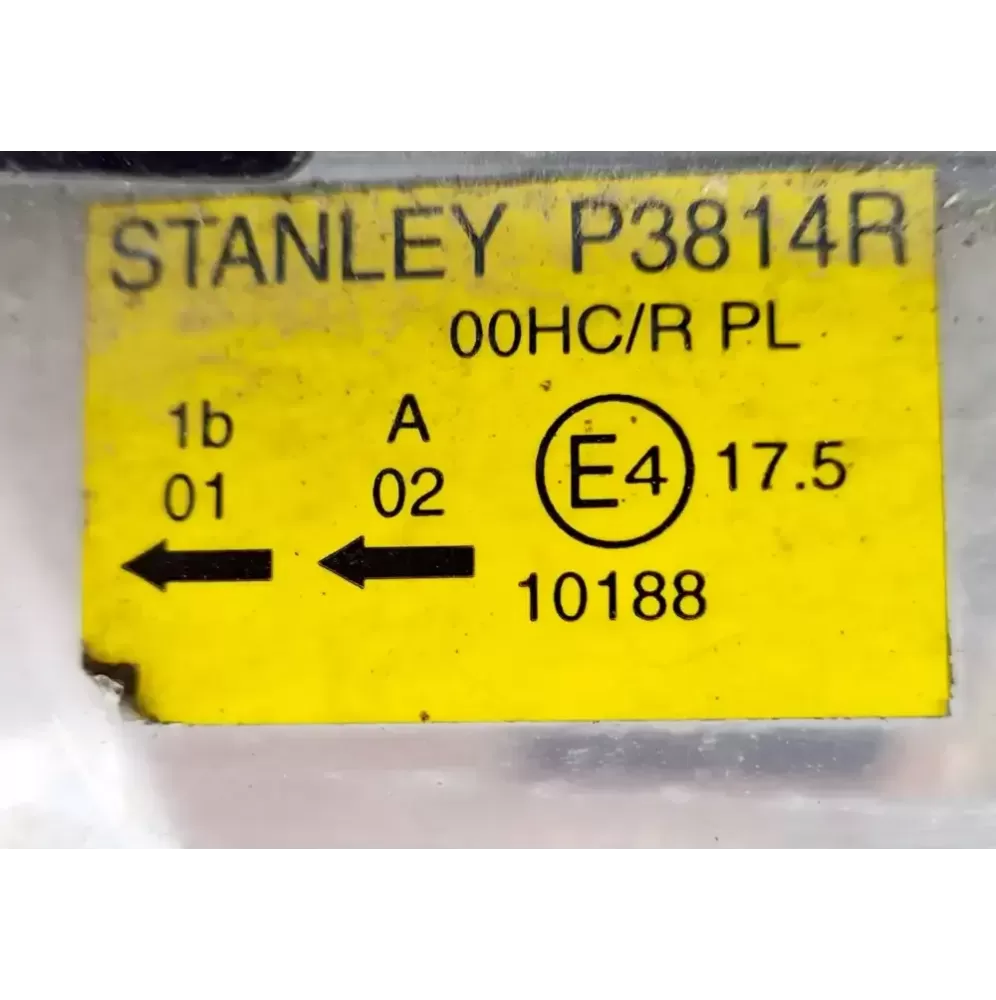 STANLEY P3814R
00HC/R PL
1b A E4 17.5
01 02
10188